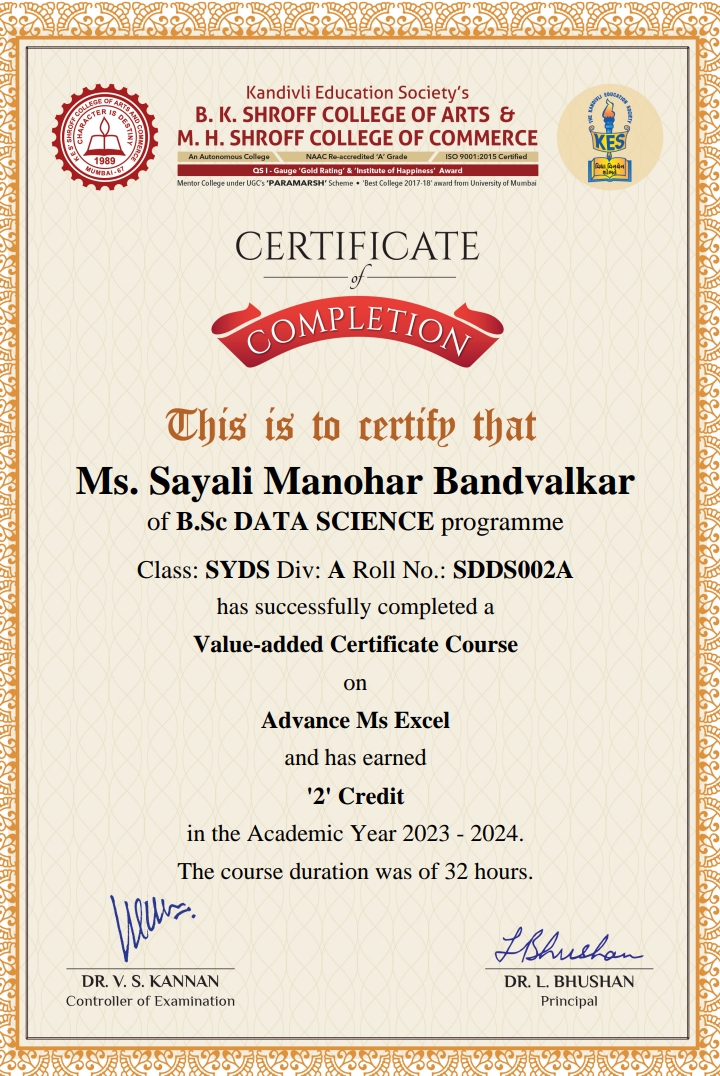 Kandivli Education Society's
B. K. SHROFF COLLEGE OF ARTS &
M. H. SHROFF COLLEGE OF COMMERCE
An Autonomous College NAAC Re-accredited 'A' Grade ISO 9001:2015 Certified
QS I - Gauge 'Gold Rating' & 'Institute of Happiness' Award
Mentor College under UGC's 'PARAMARSH' Scheme • 'Best College 2017-18' award from University of Mumbai
K.E.S. SHROFF COLLEGE OF ARTS AND COMMERCE
CHARACTER IS DESTINY
1989
MUMBAI-67
THE KANDIVLI EDUCATION SOCIETY
KES
CERTIFICATE
of
COMPLETION
This is to certify that
Ms. Sayali Manohar Bandvalkar
of B.Sc DATA SCIENCE programme
Class: SYDS Div: A Roll No.: SDDS002A
has successfully completed a
Value-added Certificate Course
on
Advance Ms Excel
and has earned
'2' Credit
in the Academic Year 2023 - 2024.
The course duration was of 32 hours.
LBhushan
DR. V. S. KANNAN
Controller of Examination
DR. L. BHUSHAN
Principal